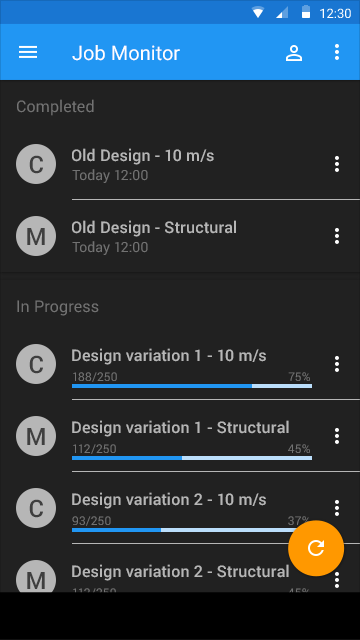 12:30
Job Monitor
Completed
C
Old Design - 10 m/s
Today 12:00
M
Old Design - Structural
Today 12:00
In Progress
C
Design variation 1 - 10 m/s
188/250 75%
M
Design variation 1 - Structural
112/250 45%
C
Design variation 2 - 10 m/s
93/250 37%
M
Design variation 2 - Structural
112/250 45%